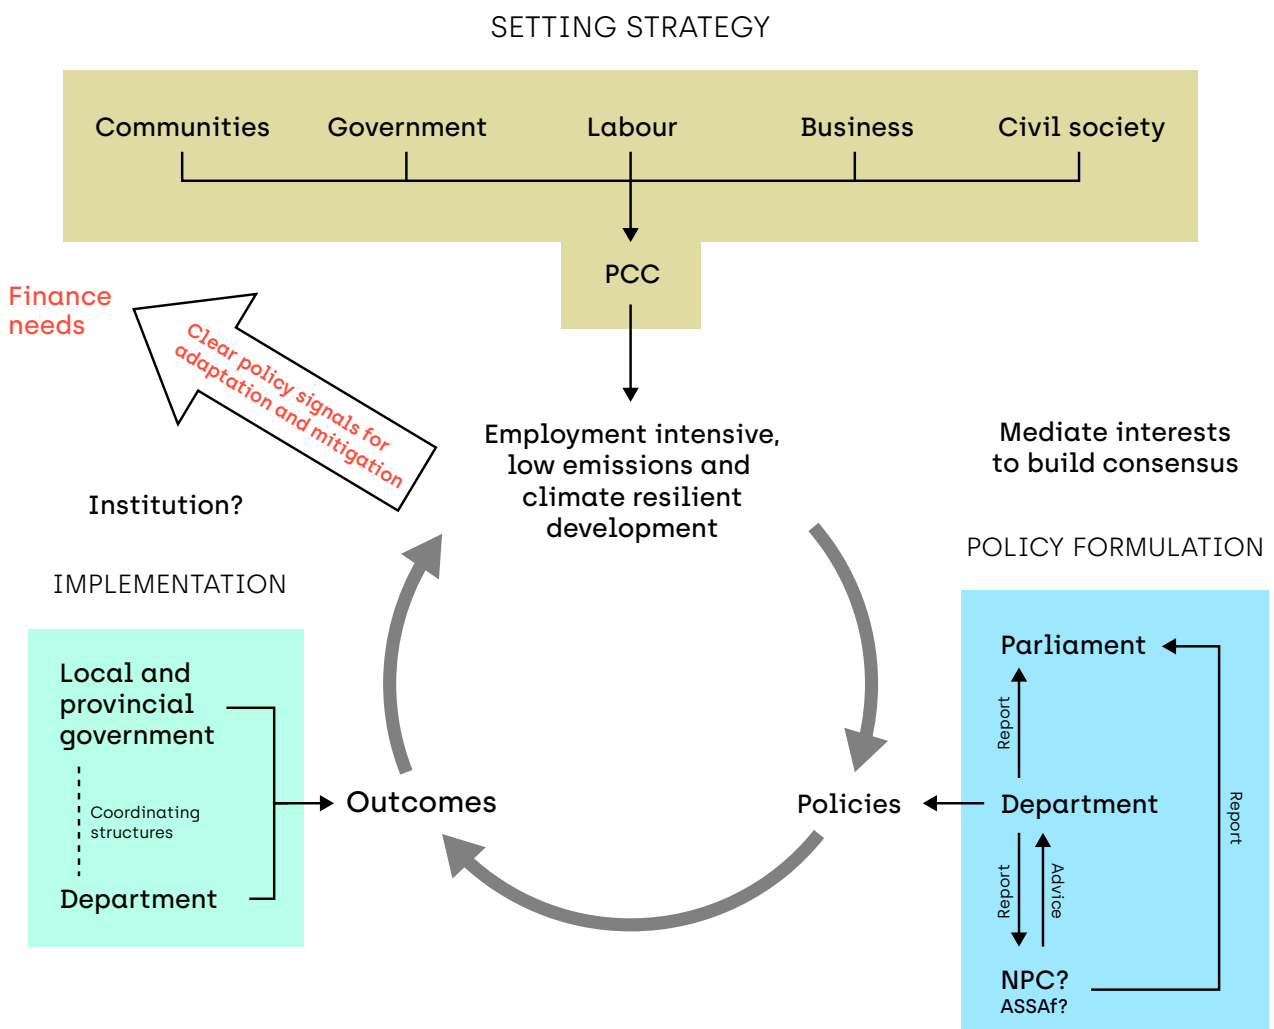 SETTING STRATEGY
Communities
Government
Labour
Business
Civil society
PCC
Finance
needs
Clear policy signals for
adaptation and mitigation
Employment intensive,
low emissions and
climate resilient
development
Mediate interests
to build consensus
Institution?
POLICY FORMULATION
IMPLEMENTATION
Local and
provincial
government
Coordinating
structures
Department
Outcomes
Policies
Parliament
Report
Department
Report
Report
Advice
NPC?
ASSAf?